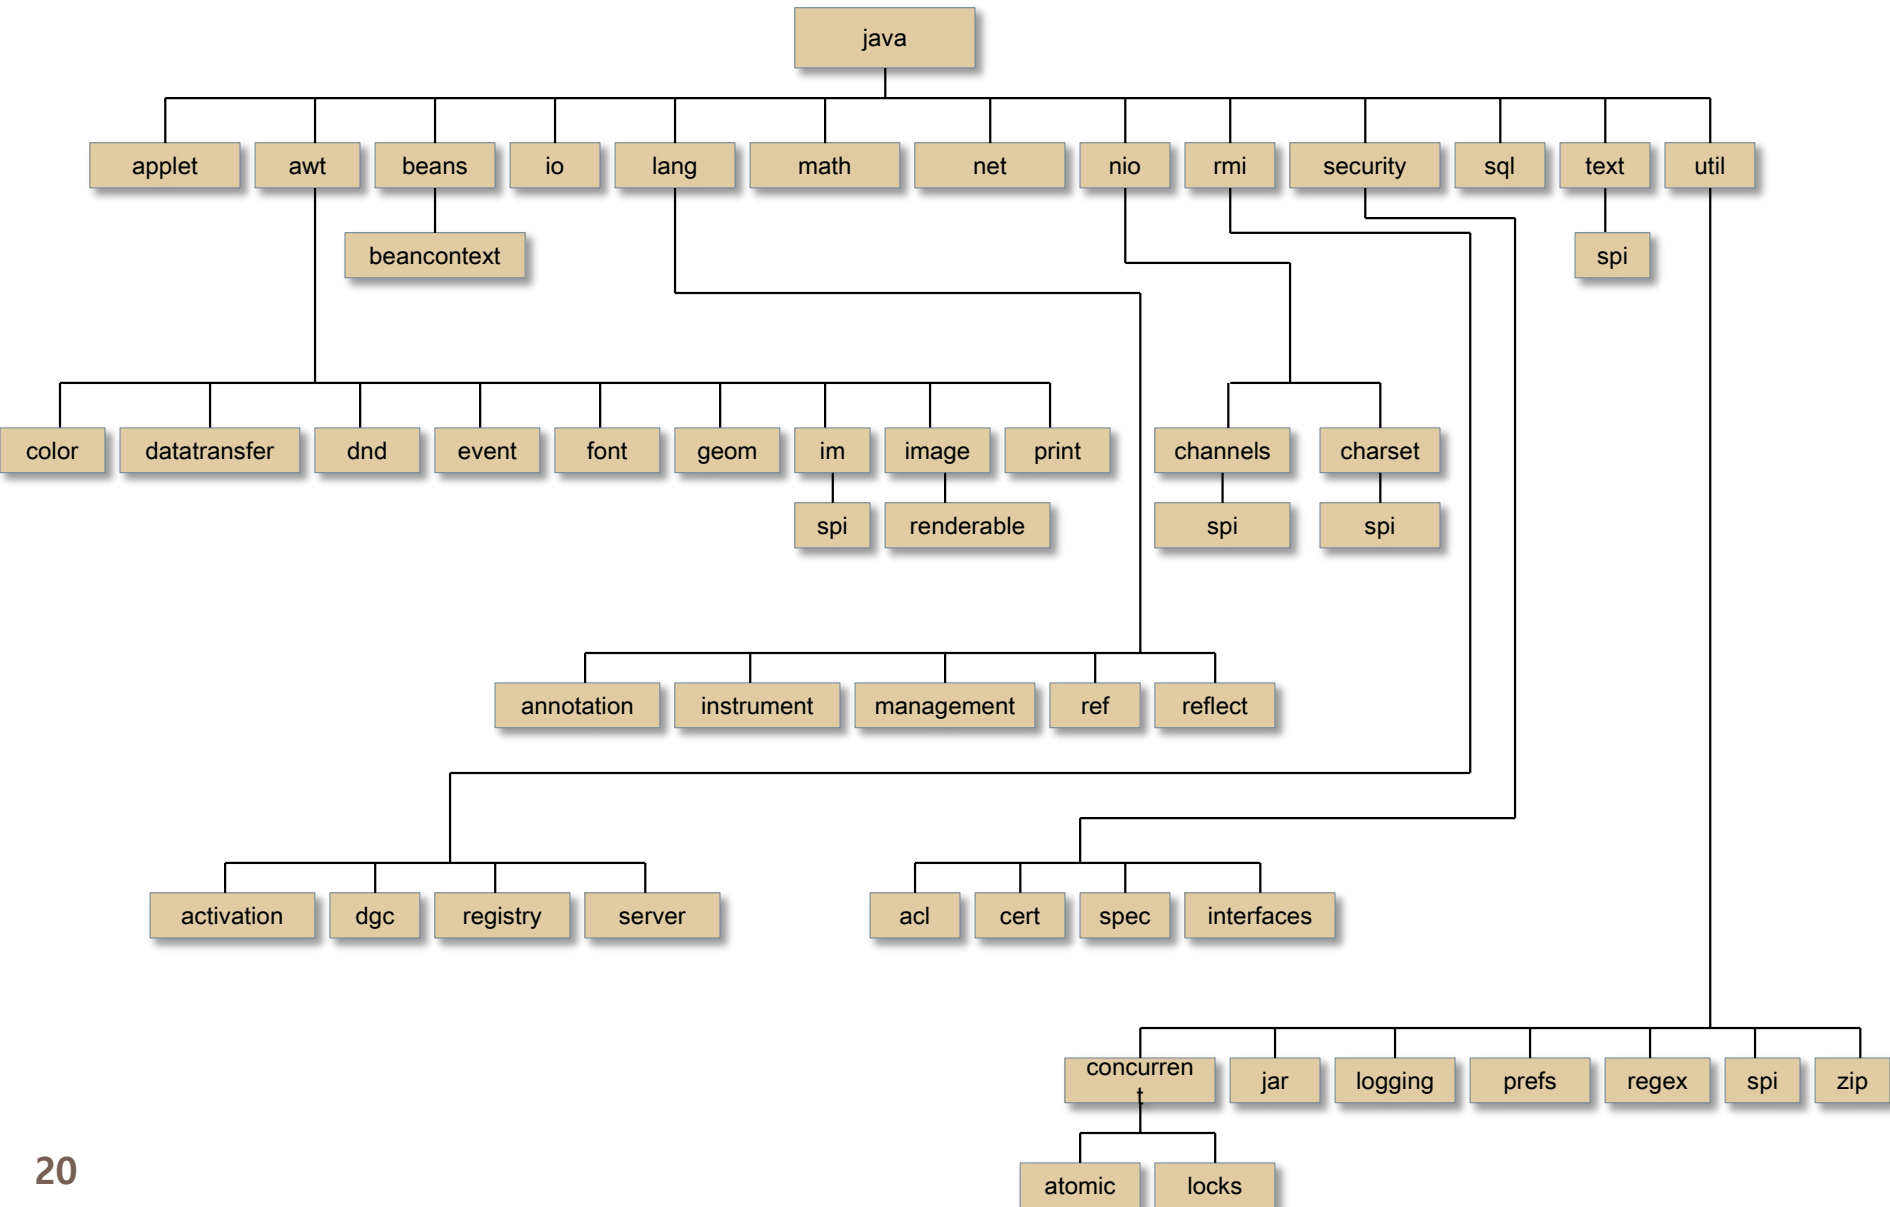 java
applet
awt
beans
io
lang
math
net
nio
rmi
security
sql
text
util
beancontext
spi
color
datatransfer
dnd
event
font
geom
im
image
print
channels
charset
spi
renderable
spi
spi
annotation
instrument
management
ref
reflect
activation
dgc
registry
server
acl
cert
spec
interfaces
concurren
t
jar
logging
prefs
regex
spi
zip
atomic
locks
20